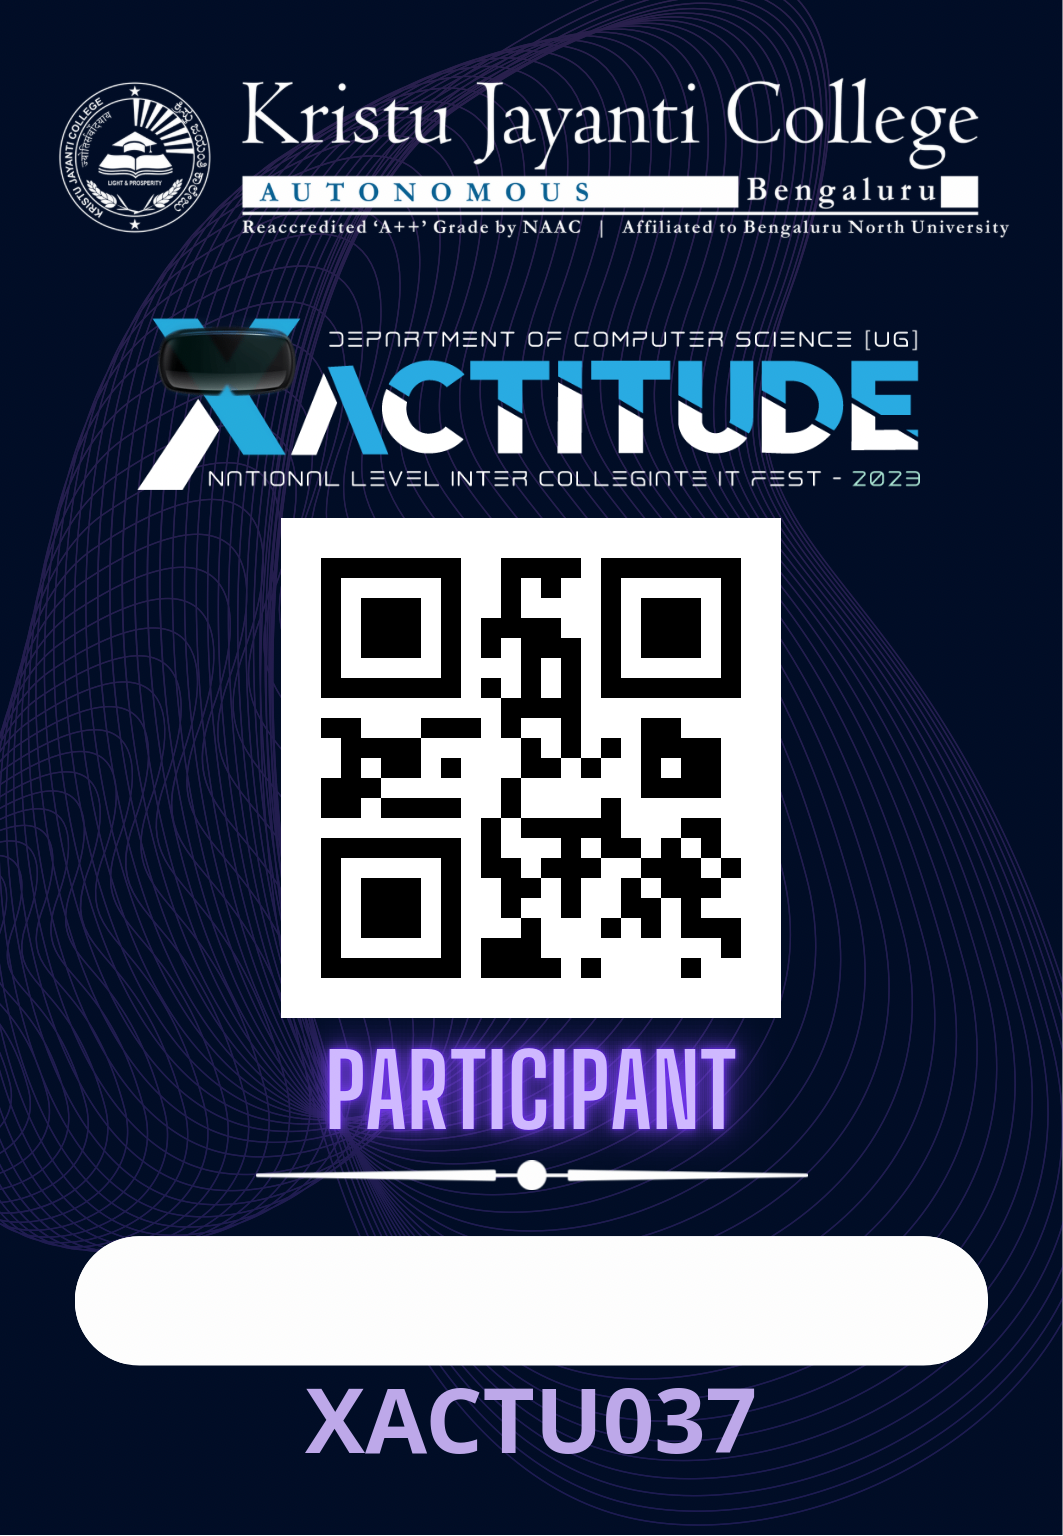 Kristu Jayanti College
AUTONOMOUS Bengaluru
Reaccredited ‘A++’ Grade by NAAC | Affiliated to Bengaluru North University
KRISTU JAYANTI COLLEGE
LIGHT & PROSPERITY
DEPARTMENT OF COMPUTER SCIENCE [UG]
XACTITUDE
NATIONAL LEVEL INTER COLLEGIATE IT FEST - 2023
PARTICIPANT
XACTU037